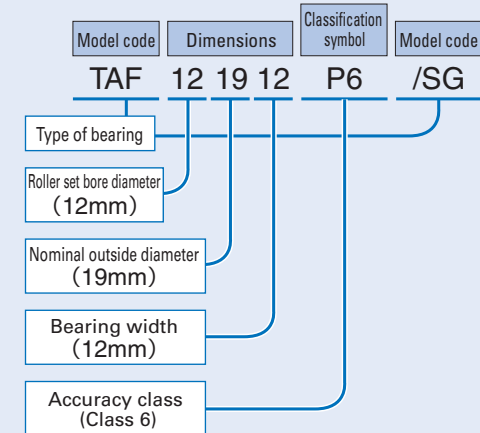 Model code
Dimensions
Classification
symbol
Model code
TAF 12 19 12 P6 /SG
Type of bearing
Roller set bore diameter
(12mm)
Nominal outside diameter
(19mm)
Bearing width
(12mm)
Accuracy class
(Class 6)